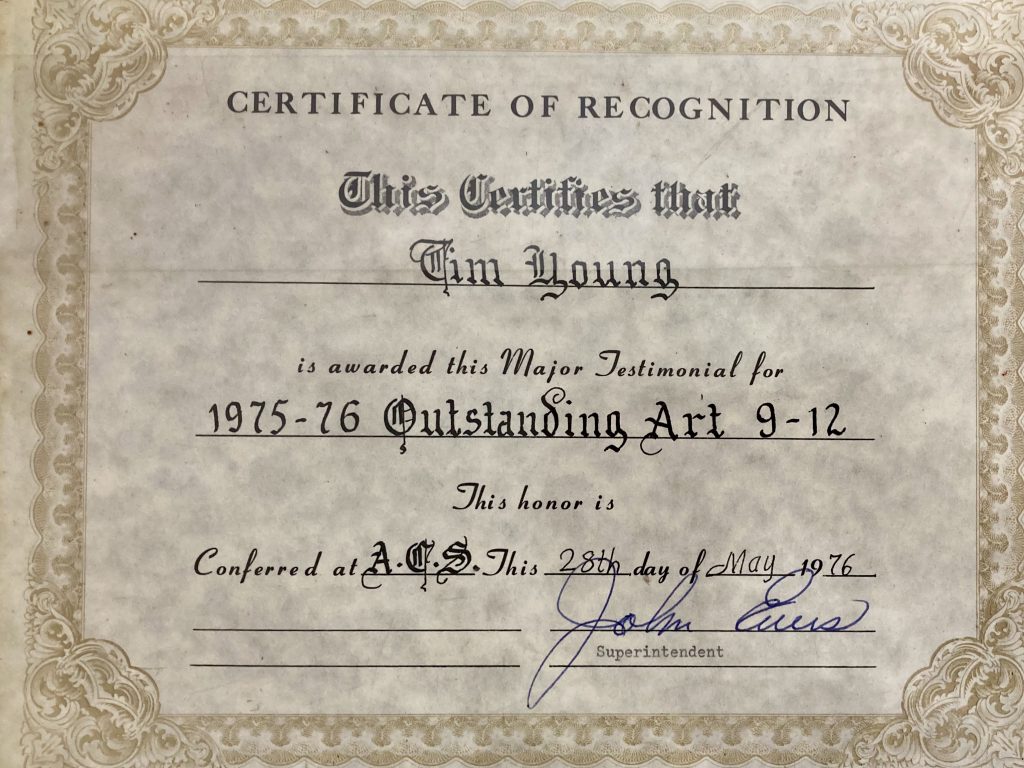 CERTIFICATE OF RECOGNITION
This Certifies that
Tim Young
is awarded this Major Testimonial for
1975-76 Outstanding Art 9-12
This honor is
Conferred at A.C.S. This 28th day of May 1976
John Evers
Superintendent